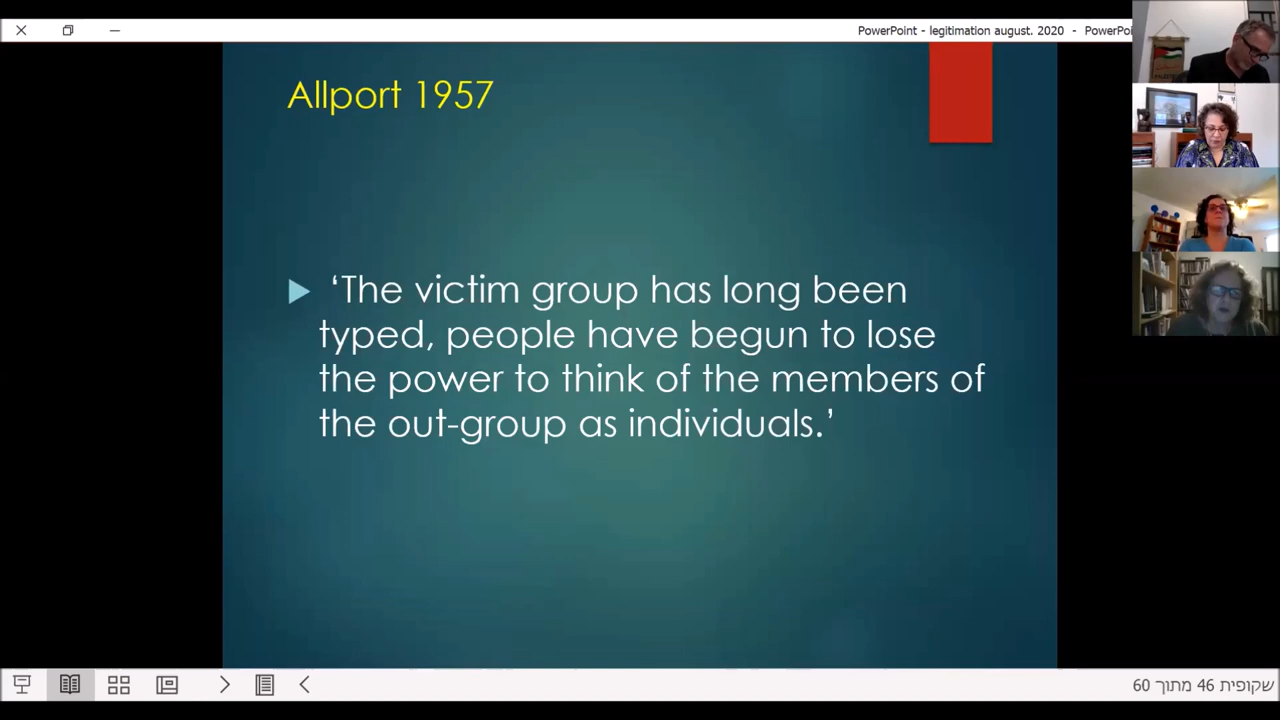 PowerPoint - legitimation august. 2020 - PowerPoi
Allport 1957
‘The victim group has long been
typed, people have begun to lose
the power to think of the members of
the out-group as individuals.’
שקופית 46 מתוך 60